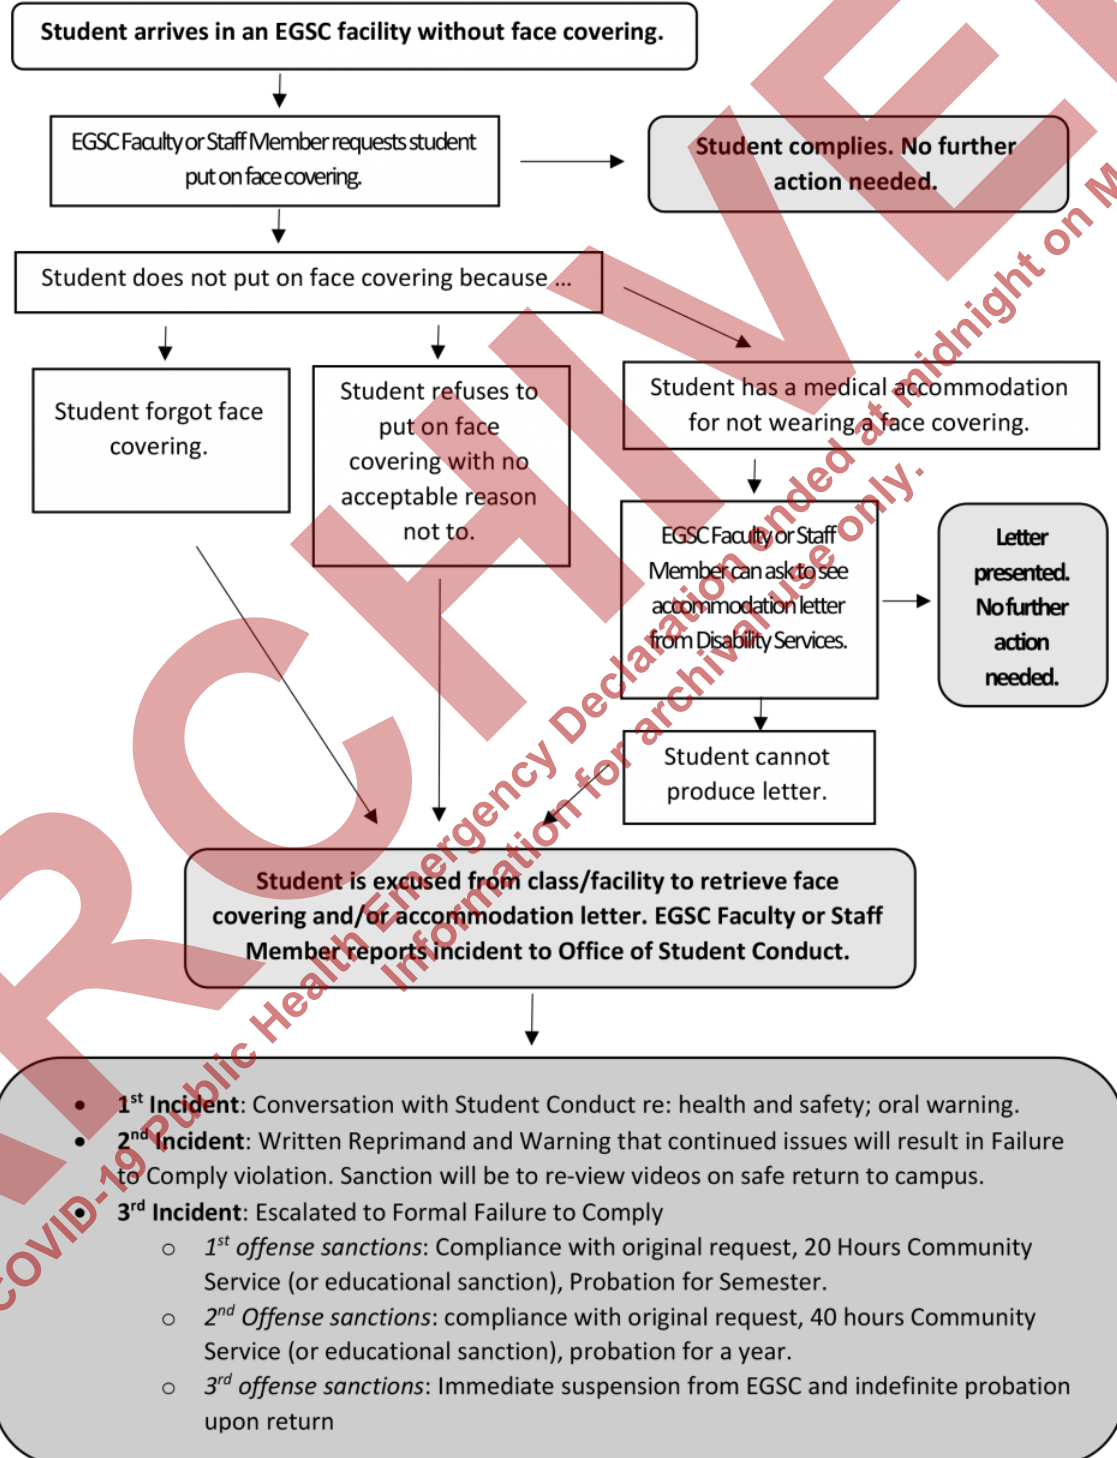 Student arrives in an EGSC facility without face covering.
EGSC Faculty or Staff Member requests student
put on face covering.
Student complies. No further
action needed.
Student does not put on face covering because ...
Student forgot face
covering.
Student refuses to
put on face
covering with no
acceptable reason
not to.
Student has a medical accommodation
for not wearing a face covering.
EGSC Faculty or Staff
Member can ask to see
accommodation letter
from Disability Services.
Letter
presented.
No further
action
needed.
Student cannot
produce letter.
Student is excused from class/facility to retrieve face
covering and/or accommodation letter. EGSC Faculty or Staff
Member reports incident to Office of Student Conduct.
• 1st Incident: Conversation with Student Conduct re: health and safety; oral warning.
• 2nd Incident: Written Reprimand and Warning that continued issues will result in Failure
to Comply violation. Sanction will be to re-view videos on safe return to campus.
• 3rd Incident: Escalated to Formal Failure to Comply
o 1st offense sanctions: Compliance with original request, 20 Hours Community
Service (or educational sanction), Probation for Semester.
o 2nd Offense sanctions: compliance with original request, 40 hours Community
Service (or educational sanction), probation for a year.
o 3rd offense sanctions: Immediate suspension from EGSC and indefinite probation
upon return
RCHIVE
COVID-19 Public Health Emergency Declaration ended at midnight on M
Information for archival use only.